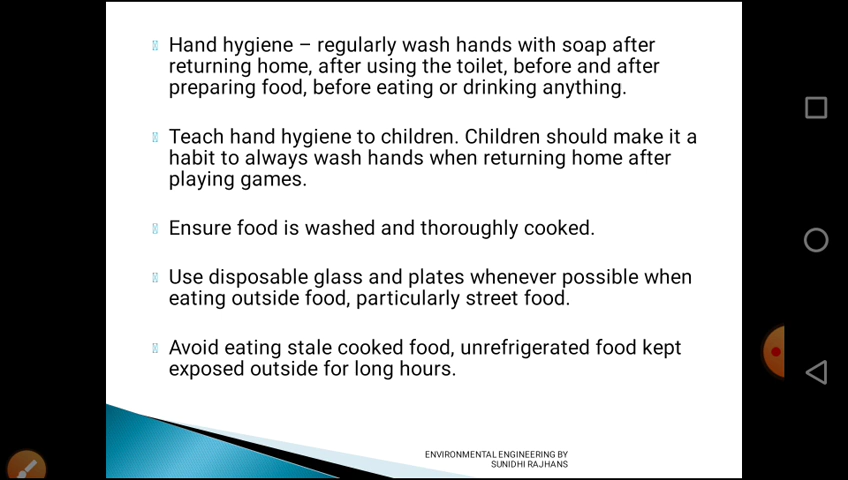 Hand hygiene – regularly wash hands with soap after
returning home, after using the toilet, before and after
preparing food, before eating or drinking anything.
Teach hand hygiene to children. Children should make it a
habit to always wash hands when returning home after
playing games.
Ensure food is washed and thoroughly cooked.
Use disposable glass and plates whenever possible when
eating outside food, particularly street food.
Avoid eating stale cooked food, unrefrigerated food kept
exposed outside for long hours.
ENVIRONMENTAL ENGINEERING BY
SUNIDHI RAJHANS